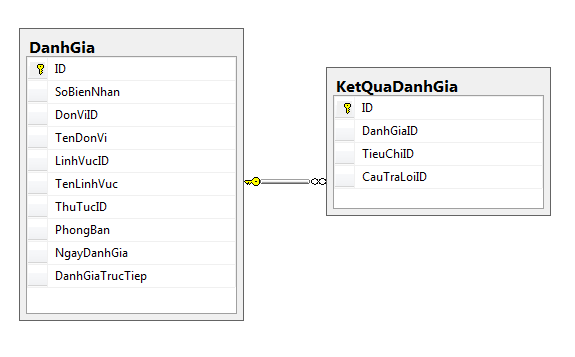 DanhGia
ID
SoBienNhan
DonViID
TenDonVi
LinhVucID
TenLinhVuc
ThuTucID
PhongBan
NgayDanhGia
DanhGiaTrucTiep
KetQuaDanhGia
ID
DanhGiaID
TieuChiID
CauTraLoiID